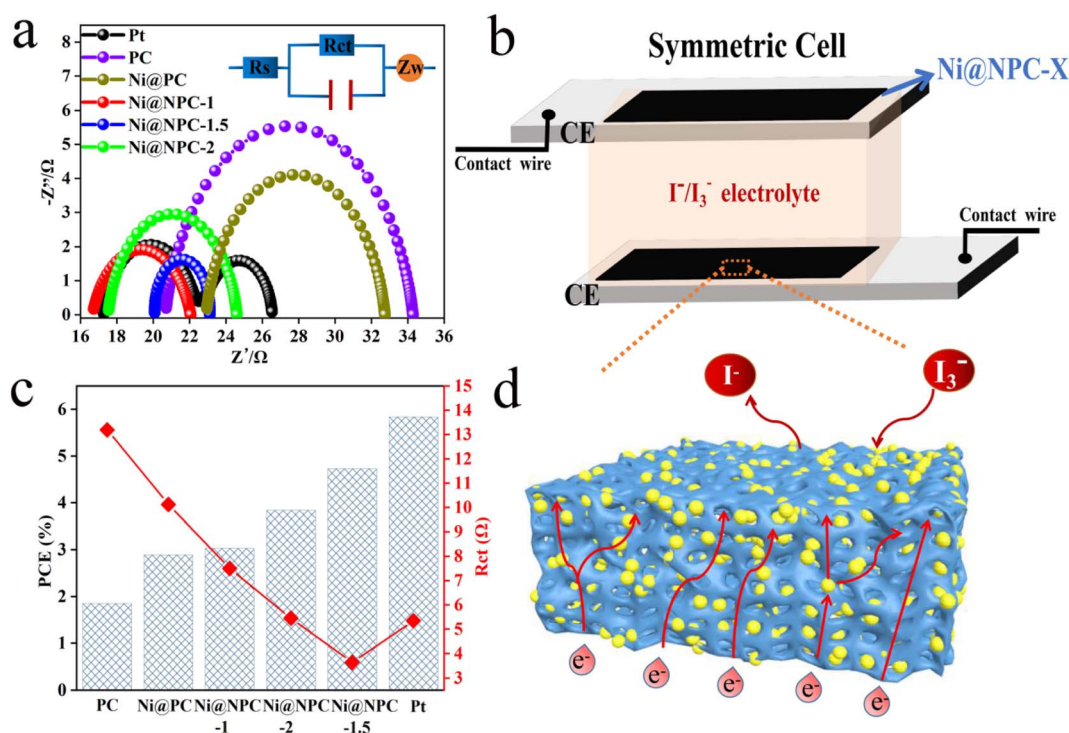 a
-Z''/Ω
8
7
6
5
4
3
2
1
0
16 18 20 22 24 26 28 30 32 34 36
Z'/Ω
Pt
PC
Ni@PC
Ni@NPC-1
Ni@NPC-1.5
Ni@NPC-2
Rs
Rct
Zw
b
Symmetric Cell
Ni@NPC-X
CE
Contact wire
I⁻/I₃⁻ electrolyte
Contact wire
CE
c
PCE (%)
6
5
4
3
2
1
0
15
14
13
12
11
10
9
8
7
6
5
4
3
Rct (Ω)
PC Ni@PC Ni@NPC Ni@NPC Ni@NPC Pt
-1 -2 -1.5
d
I⁻
I₃⁻
e⁻ e⁻ e⁻ e⁻ e⁻